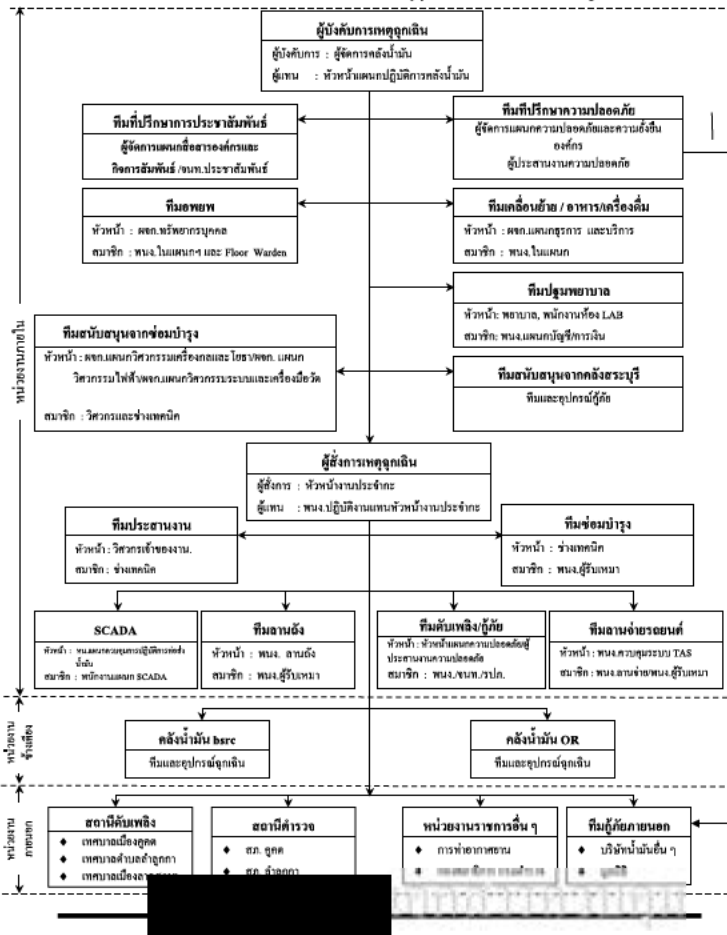 ผู้บังคับการเหตุฉุกเฉิน
ผู้บังคับการ : ผู้จัดการคลังน้ำมัน
ผู้แทน : หัวหน้าแผนกปฏิบัติการคลังน้ำมัน
ทีมที่ปรึกษาการประชาสัมพันธ์
ผู้จัดการแผนกสื่อสารองค์กรและ
กิจการสัมพันธ์ /จนท.ประชาสัมพันธ์
ทีมที่ปรึกษาความปลอดภัย
ผู้จัดการแผนกความปลอดภัยและความยั่งยืน
องค์กร
ผู้ประสานงานความปลอดภัย
ทีมอพยพ
หัวหน้า : ผจก.ทรัพยากรบุคคล
สมาชิก : พนง.ในแผนกฯ และ Floor Warden
ทีมเคลื่อนย้าย / อาหาร/เครื่องดื่ม
หัวหน้า : ผจก.แผนกธุรการ และบริการ
สมาชิก : พนง.ในแผนก
ทีมปฐมพยาบาล
หัวหน้า: พยาบาล, พนักงานห้อง LAB
สมาชิก: พนง.แผนกบัญชี/การเงิน
ทีมสนับสนุนจากซ่อมบำรุง
หัวหน้า : ผจก.แผนกวิศวกรรมเครื่องกลและโยธา/ผจก. แผนก
วิศวกรรมไฟฟ้า/ผจก.แผนกวิศวกรรมระบบและเครื่องมือวัด
สมาชิก : วิศวกรและช่างเทคนิค
ทีมสนับสนุนจากคลังสระบุรี
ทีมและอุปกรณ์กู้ภัย
หน่วยงานภายใน
ผู้สั่งการเหตุฉุกเฉิน
ผู้สั่งการ : หัวหน้างานประจำกะ
ผู้แทน : พนง.ปฏิบัติงานแทนหัวหน้างานประจำกะ
ทีมประสานงาน
หัวหน้า : วิศวกรเจ้าของงาน.
สมาชิก : ช่างเทคนิค
ทีมซ่อมบำรุง
หัวหน้า : ช่างเทคนิค
สมาชิก : พนง.ผู้รับเหมา
SCADA
หัวหน้า : หน.แผนกควบคุมการปฏิบัติการท่อส่ง
น้ำมัน
สมาชิก : พนักงานแผนก SCADA
ทีมลานถัง
หัวหน้า : พนง. ลานถัง
สมาชิก : พนง.ผู้รับเหมา
ทีมดับเพลิง/กู้ภัย
หัวหน้า: หัวหน้าแผนกความปลอดภัย/ผู้
ประสานงานความปลอดภัย
สมาชิก : พนง./จนท./รปภ.
ทีมลานจ่ายรถยนต์
หัวหน้า : พนง.ควบคุมระบบ TAS
สมาชิก : พนง.ลานจ่าย/พนง.ผู้รับเหมา
หน่วยงาน
ข้างเคียง
คลังน้ำมัน bsrc
ทีมและอุปกรณ์ฉุกเฉิน
คลังน้ำมัน OR
ทีมและอุปกรณ์ฉุกเฉิน
หน่วยงาน
ภายนอก
สถานีดับเพลิง
◆ เทศบาลเมืองคูคต
◆ เทศบาลตำบลลำลูกกา
◆ เทศบาลเมือง
สถานีตำรวจ
◆ สภ. คูคต
◆ สภ. ลำลูกกา
หน่วยงานราชการอื่น ๆ
◆ การท่าอากาศยาน
ทีมกู้ภัยภายนอก
◆ บริษัทน้ำมันอื่น ๆ
◆ มูลนิธิ